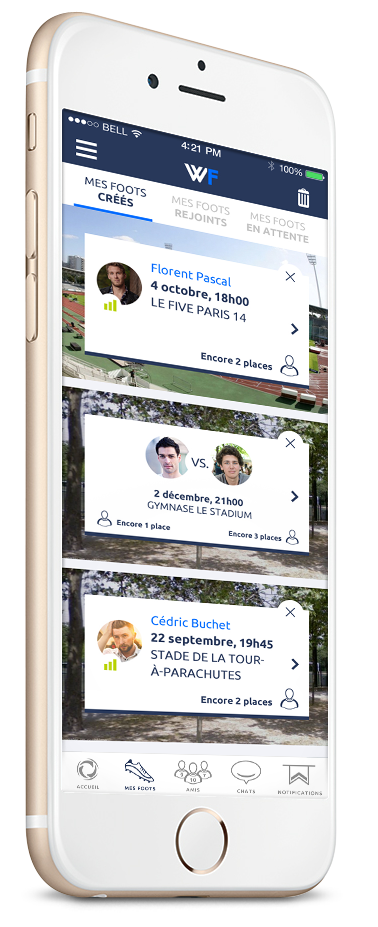 BELL
4:21 PM
100%
WF
MES FOOTS
CRÉÉS
MES FOOTS
REJOINTS
MES FOOTS
EN ATTENTE
Florent Pascal
4 octobre, 18h00
LE FIVE PARIS 14
Encore 2 places
VS.
2 décembre, 21h00
GYMNASE LE STADIUM
Encore 1 place
Encore 3 places
Cédric Buchet
22 septembre, 19h45
STADE DE LA TOUR-
À-PARACHUTES
Encore 2 places
ACCUEIL
MES FOOTS
AMIS
CHATS
NOTIFICATIONS